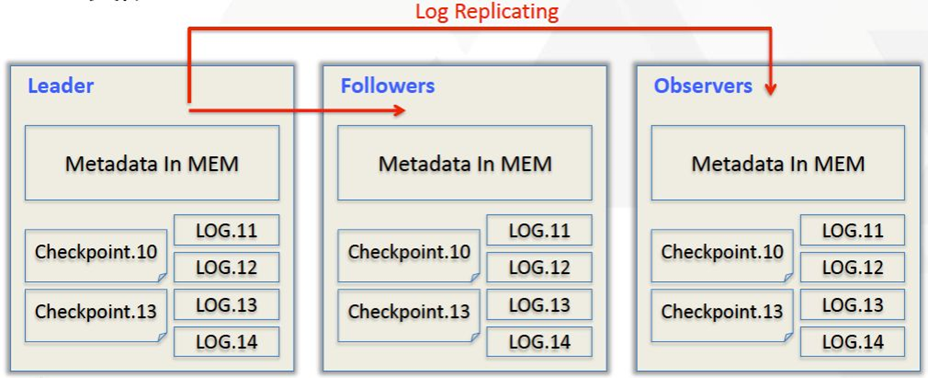 Log Replicating
Leader
Metadata In MEM
Checkpoint.10
Checkpoint.13
LOG.11
LOG.12
LOG.13
LOG.14
Followers
Metadata In MEM
Checkpoint.10
Checkpoint.13
LOG.11
LOG.12
LOG.13
LOG.14
Observers
Metadata In MEM
Checkpoint.10
Checkpoint.13
LOG.11
LOG.12
LOG.13
LOG.14